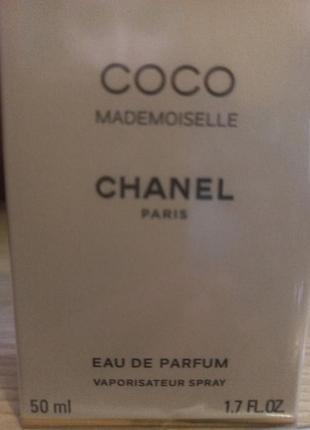 COCO
MADEMOISELLE
CHANEL
PARIS
EAU DE PARFUM
VAPORISATEUR SPRAY
50 ml 1.7 FL.OZ